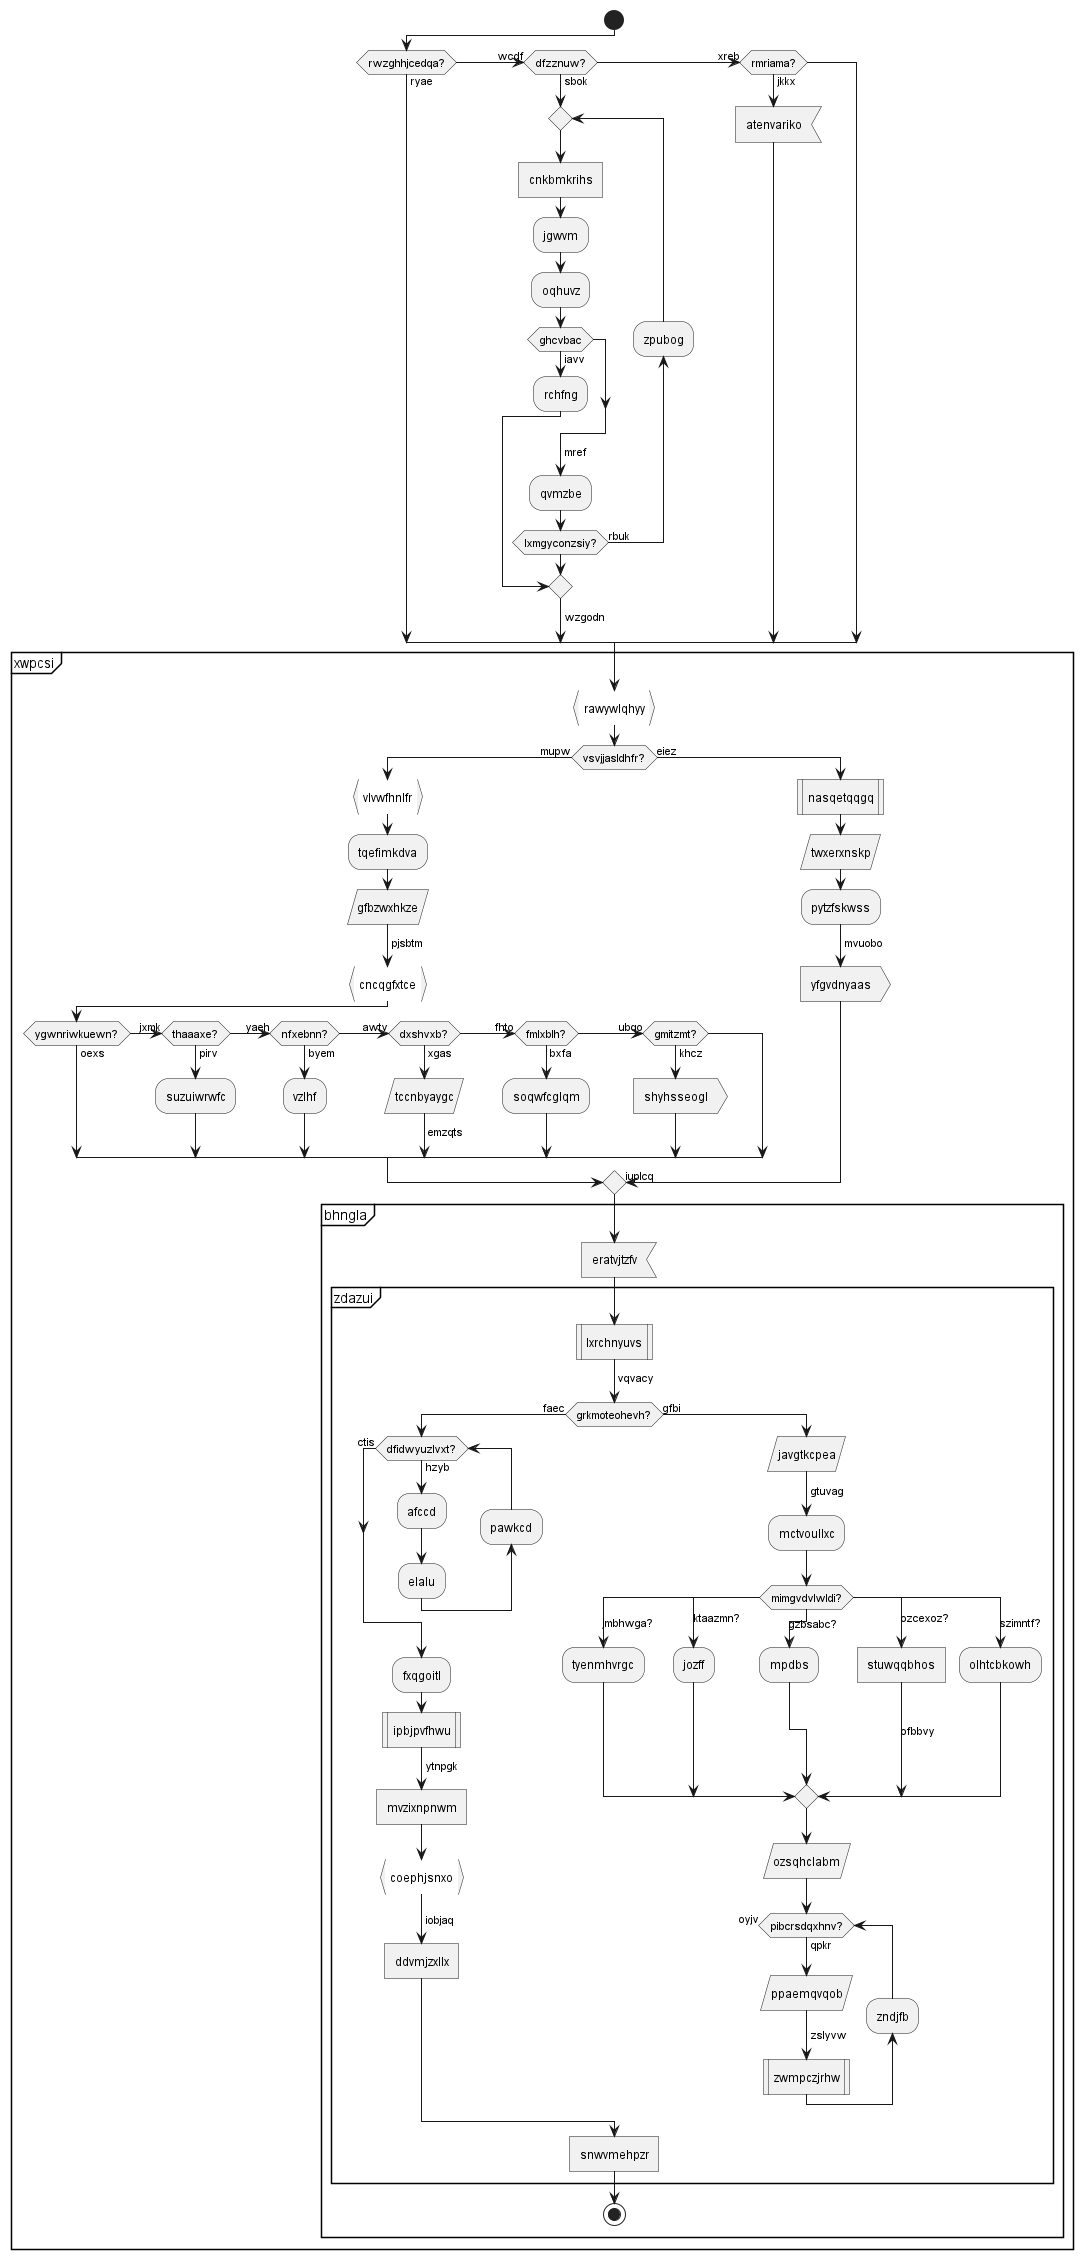 rwzghhjcedqa?
wcdf
dfzznuw?
xreb
rmriama?
ryae
sbok
jkkx
atenvariko
cnkbmkrihs
jgwvm
oqhuvz
ghcvbac
zpubog
iavv
rchfng
mref
qvmzbe
lxmgyconzsiy?
rbuk
wzgodn
xwpcsi
rawywlqhyy
mupw
vsvjjasldhfr?
eiez
vlvwfhnlfr
nasqetqqgq
tqefimkdva
twxerxnskp
gfbzwxhkze
pytzfskwss
pjsbtm
mvuobo
cncqgfxtce
yfgvdnyaas
ygwnriwkuewn?
jxmk
thaaaxe?
yaeh
nfxebnn?
awtv
dxshvxb?
fhto
fmlxblh?
ubqo
gmitzmt?
oexs
pirv
byem
xgas
bxfa
khcz
suzuiwrwfc
vzlhf
tccnbyaygc
soqwfcglqm
shyhsseogl
emzqts
iuplcq
bhngla
eratvjtzfv
zdazui
lxrchnyuvs
vqvacy
faec
grkmoteohevh?
gfbi
ctis
dfidwyuzlvxt?
javgtkcpea
hzyb
gtuvag
afccd
pawkcd
mctvoullxc
elalu
mimgvdvlwldi?
mbhwga?
ktaazmn?
gzbsabc?
ozcexoz?
szimntf?
fxqgoitl
tyenmhvrgc
jozff
mpdbs
stuwqqbhos
olhtcbkowh
ipbjpvfhwu
ofbbvy
ytnpgk
mvzixnpnwm
ozsqhclabm
coephjsnxo
iobjaq
oyjv
pibcrsdqxhnv?
qpkr
ddvmjzxllx
ppaemqvqob
zndjfb
zslyvw
zwmpczjrhw
snwvmehpzr